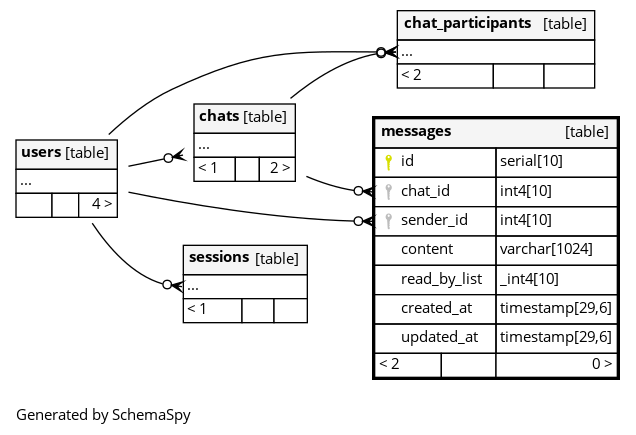 chat_participants [table]
...
< 2
chats [table]
...
< 1 2 >
users [table]
...
4 >
sessions [table]
...
< 1
messages [table]
id serial[10]
chat_id int4[10]
sender_id int4[10]
content varchar[1024]
read_by_list _int4[10]
created_at timestamp[29,6]
updated_at timestamp[29,6]
< 2 0 >
Generated by SchemaSpy